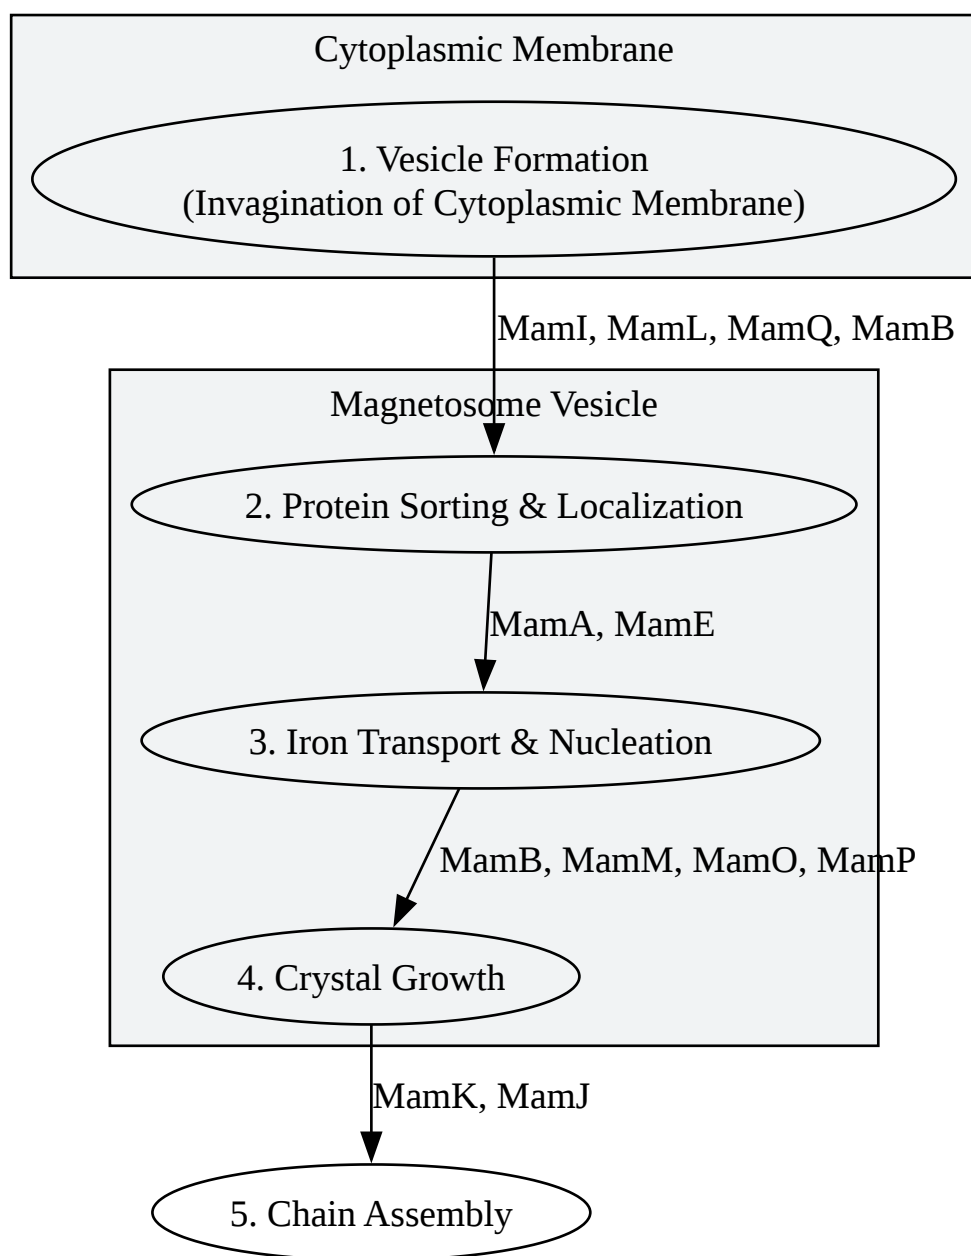 Cytoplasmic Membrane
1. Vesicle Formation
(Invagination of Cytoplasmic Membrane)
MamI, MamL, MamQ, MamB
Magnetosome Vesicle
2. Protein Sorting & Localization
MamA, MamE
3. Iron Transport & Nucleation
MamB, MamM, MamO, MamP
4. Crystal Growth
MamK, MamJ
5. Chain Assembly